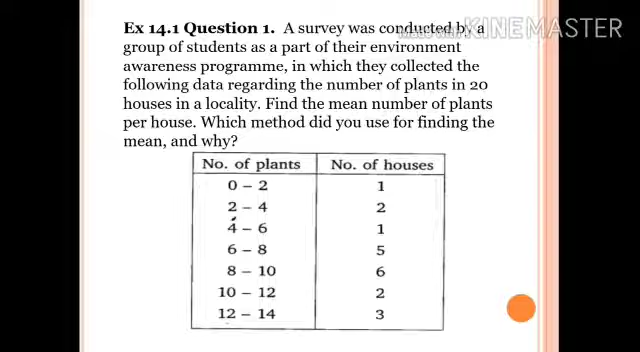 Ex 14.1 Question 1. A survey was conducted by a
group of students as a part of their environment
awareness programme, in which they collected the
following data regarding the number of plants in 20
houses in a locality. Find the mean number of plants
per house. Which method did you use for finding the
mean, and why?
No. of plants No. of houses
0 – 2 1
2 – 4 2
4 – 6 1
6 – 8 5
8 – 10 6
10 – 12 2
12 – 14 3
KINEMASTER